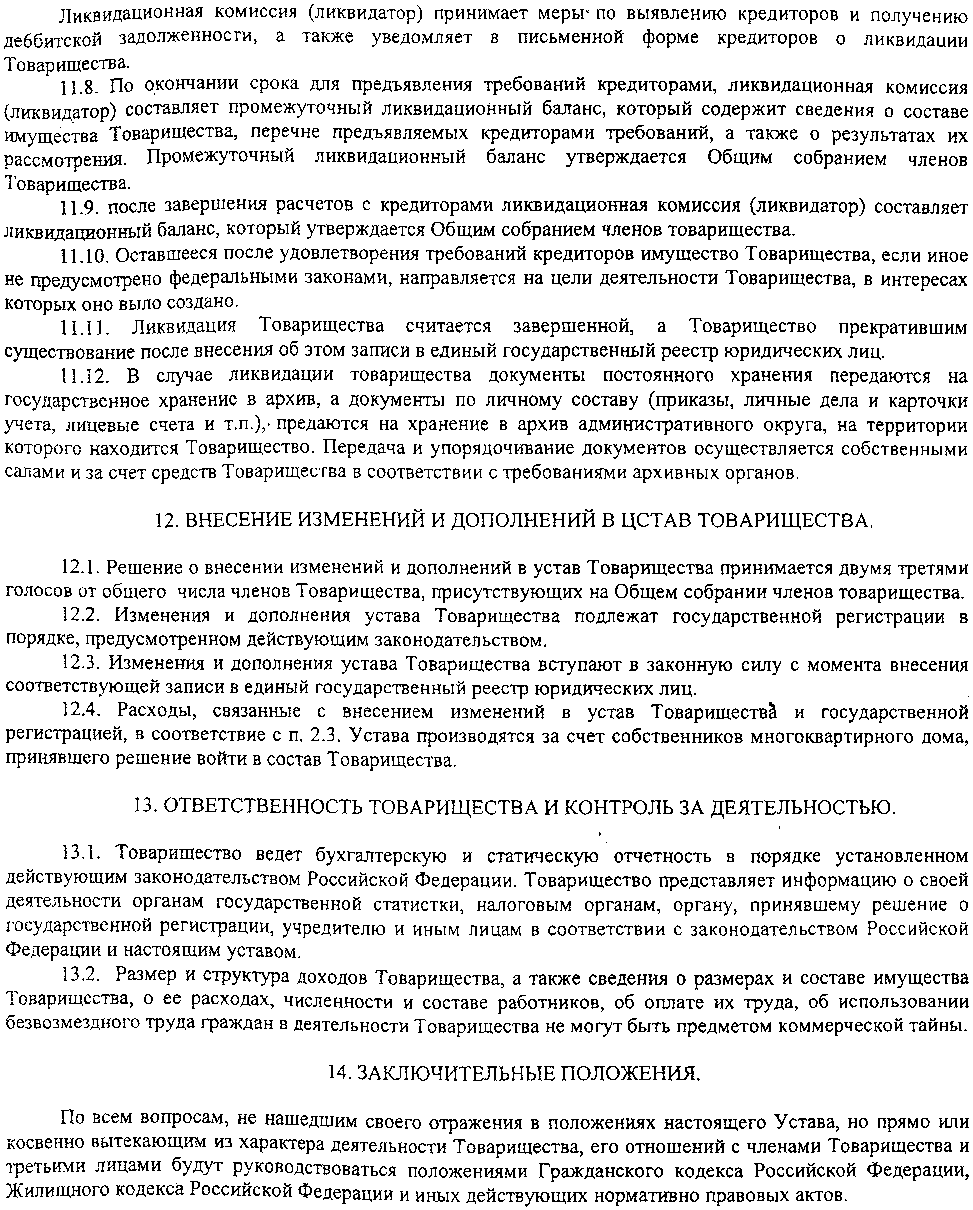 Ликвидационная комиссия (ликвидатор) принимает меры по выявлению кредиторов и получению
деббитской задолженности, а также уведомляет в письменной форме кредиторов о ликвидации
Товарищества.
11.8. По окончании срока для предъявления требований кредиторами, ликвидационная комиссия
(ликвидатор) составляет промежуточный ликвидационный баланс, который содержит сведения о составе
имущества Товарищества, перечне предъявляемых кредиторами требований, а также о результатах их
рассмотрения. Промежуточный ликвидационный баланс утверждается Общим собранием членов
Товарищества.
11.9. после завершения расчетов с кредиторами ликвидационная комиссия (ликвидатор) составляет
ликвидационный баланс, который утверждается Общим собранием членов товарищества.
11.10. Оставшееся после удовлетворения требований кредиторов имущество Товарищества, если иное
не предусмотрено федеральными законами, направляется на цели деятельности Товарищества, в интересах
которых оно выло создано.
11.11. Ликвидация Товарищества считается завершенной, а Товарищество прекратившим
существование после внесения об этом записи в единый государственный реестр юридических лиц.
11.12. В случае ликвидации товарищества документы постоянного хранения передаются на
государственное хранение в архив, а документы по личному составу (приказы, личные дела и карточки
учета, лицевые счета и т.п.), предаются на хранение в архив административного округа, на территории
которого находится Товарищество. Передача и упорядочивание документов осуществляется собственными
салами и за счет средств Товарищества в соответствии с требованиями архивных органов.
12. ВНЕСЕНИЕ ИЗМЕНЕНИЙ И ДОПОЛНЕНИЙ В ЦСТАВ ТОВАРИЩЕСТВА.
12.1. Решение о внесении изменений и дополнений в устав Товарищества принимается двумя третями
голосов от общего числа членов Товарищества, присутствующих на Общем собрании членов товарищества.
12.2. Изменения и дополнения устава Товарищества подлежат государственной регистрации в
порядке, предусмотренном действующим законодательством.
12.3. Изменения и дополнения устава Товарищества вступают в законную силу с момента внесения
соответствующей записи в единый государственный реестр юридических лиц.
12.4. Расходы, связанные с внесением изменений в устав Товарищества и государственной
регистрацией, в соответствие с п. 2.3. Устава производятся за счет собственников многоквартирного дома,
принявшего решение войти в состав Товарищества.
13. ОТВЕТСТВЕННОСТЬ ТОВАРИЩЕСТВА И КОНТРОЛЬ ЗА ДЕЯТЕЛЬНОСТЬЮ.
13.1. Товарищество ведет бухгалтерскую и статическую отчетность в порядке установленном
действующим законодательством Российской Федерации. Товарищество представляет информацию о своей
деятельности органам государственной статистки, налоговым органам, органу, принявшему решение о
государственной регистрации, учредителю и иным лицам в соответствии с законодательством Российской
Федерации и настоящим уставом.
13.2. Размер и структура доходов Товарищества, а также сведения о размерах и составе имущества
Товарищества, о ее расходах, численности и составе работников, об оплате их труда, об использовании
безвозмездного труда граждан в деятельности Товарищества не могут быть предметом коммерческой тайны.
14. ЗАКЛЮЧИТЕЛЬНЫЕ ПОЛОЖЕНИЯ.
По всем вопросам, не нашедшим своего отражения в положениях настоящего Устава, но прямо или
косвенно вытекающим из характера деятельности Товарищества, его отношений с членами Товарищества и
третьими лицами будут руководствоваться положениями Гражданского кодекса Российской Федерации,
Жилищного кодекса Российской Федерации и иных действующих нормативно правовых актов.